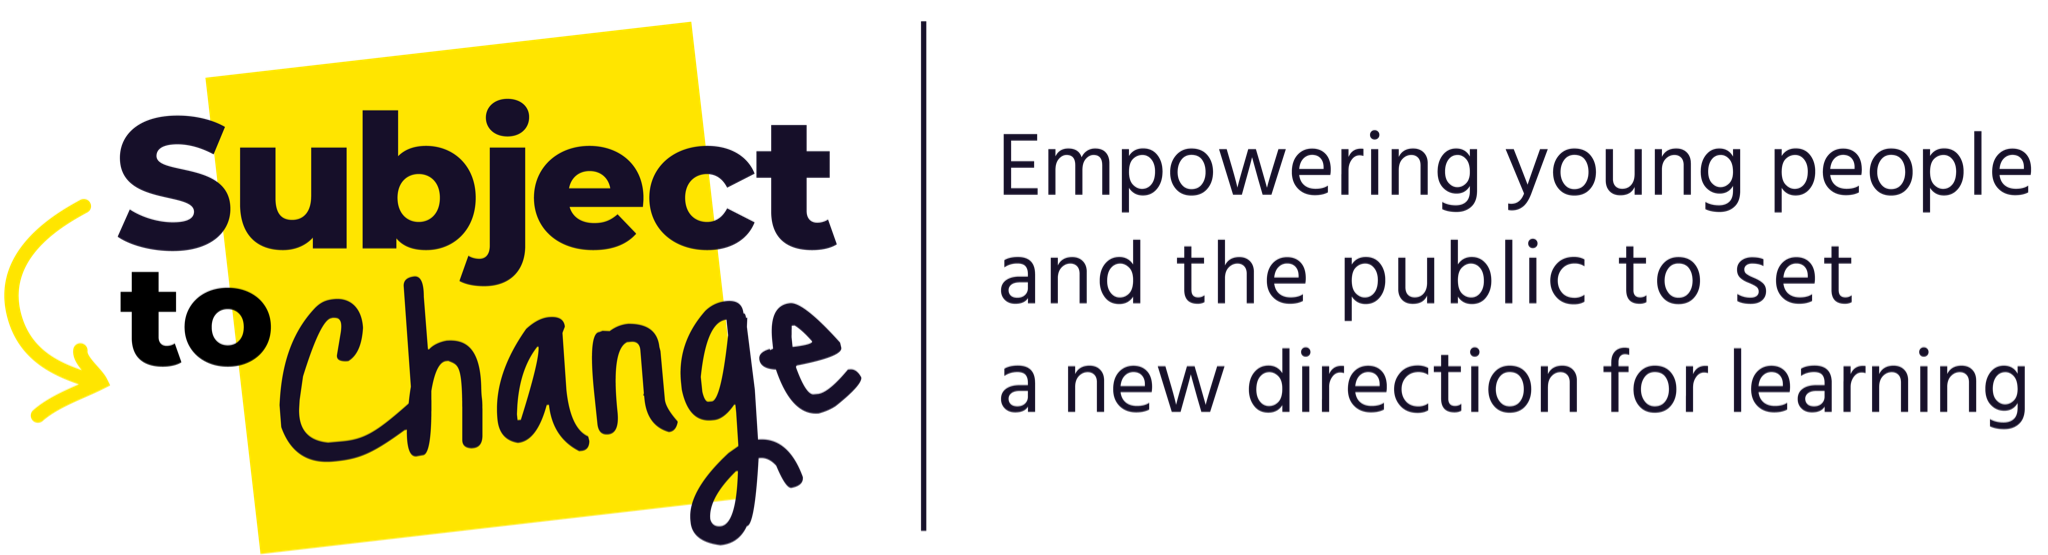 Subject
to Change
Empowering young people
and the public to set
a new direction for learning